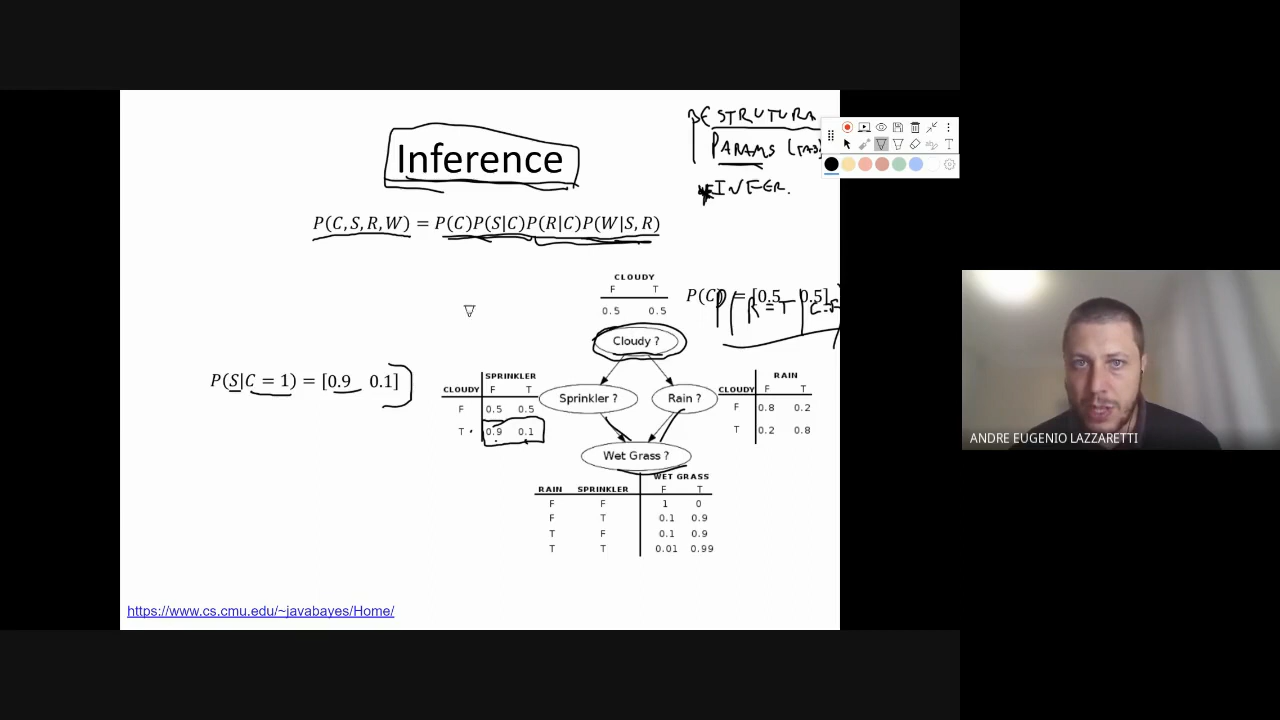 ESTRUTURA
Inference
PARAMS (TAB
INFER.
P(C, S, R, W) = P(C)P(S|C)P(R|C)P(W|S, R)
CLOUDY
F T
0.5 0.5
P(C) = [0.5 0.5]
P(R=T|C=
Cloudy ?
P(S|C = 1) = [0.9 0.1]
SPRINKLER
CLOUDY F T
F 0.5 0.5
T 0.9 0.1
Sprinkler ?
Rain ?
RAIN
CLOUDY F T
F 0.8 0.2
T 0.2 0.8
Wet Grass ?
WET GRASS
RAIN SPRINKLER F T
F F 1 0
F T 0.1 0.9
T F 0.1 0.9
T T 0.01 0.99
ANDRE EUGENIO LAZZARETTI
https://www.cs.cmu.edu/~javabayes/Home/